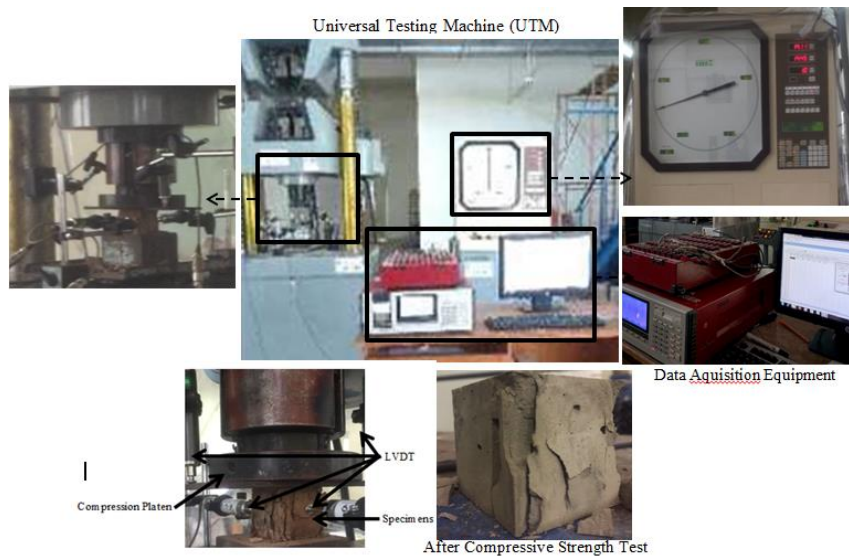 Universal Testing Machine (UTM)
Data Aquisition Equipment
LVDT
Compression Platen
Specimens
After Compressive Strength Test